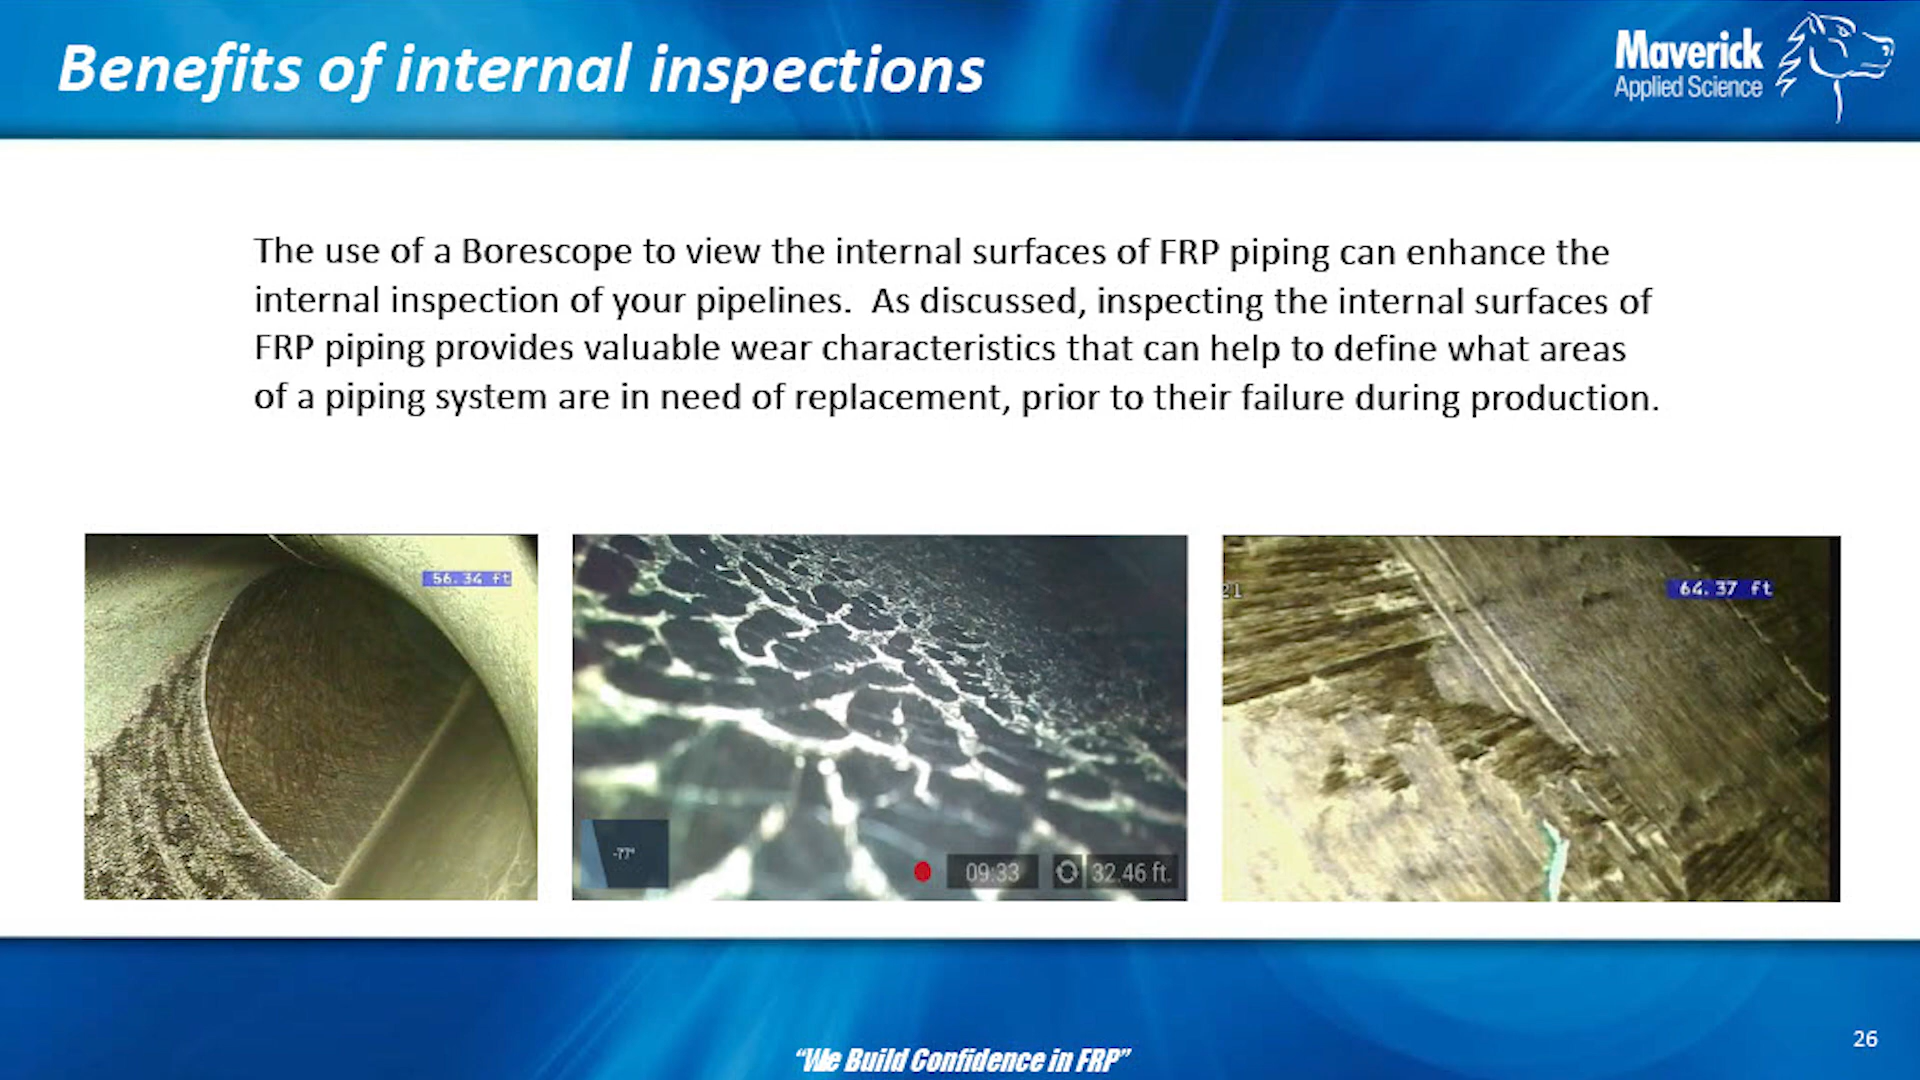 Benefits of internal inspections
Maverick
Applied Science
The use of a Borescope to view the internal surfaces of FRP piping can enhance the
internal inspection of your pipelines.  As discussed, inspecting the internal surfaces of
FRP piping provides valuable wear characteristics that can help to define what areas
of a piping system are in need of replacement, prior to their failure during production.
56.34 ft
-77°
09:33
32.46 ft.
21
64.37 ft
“We Build Confidence in FRP”
26